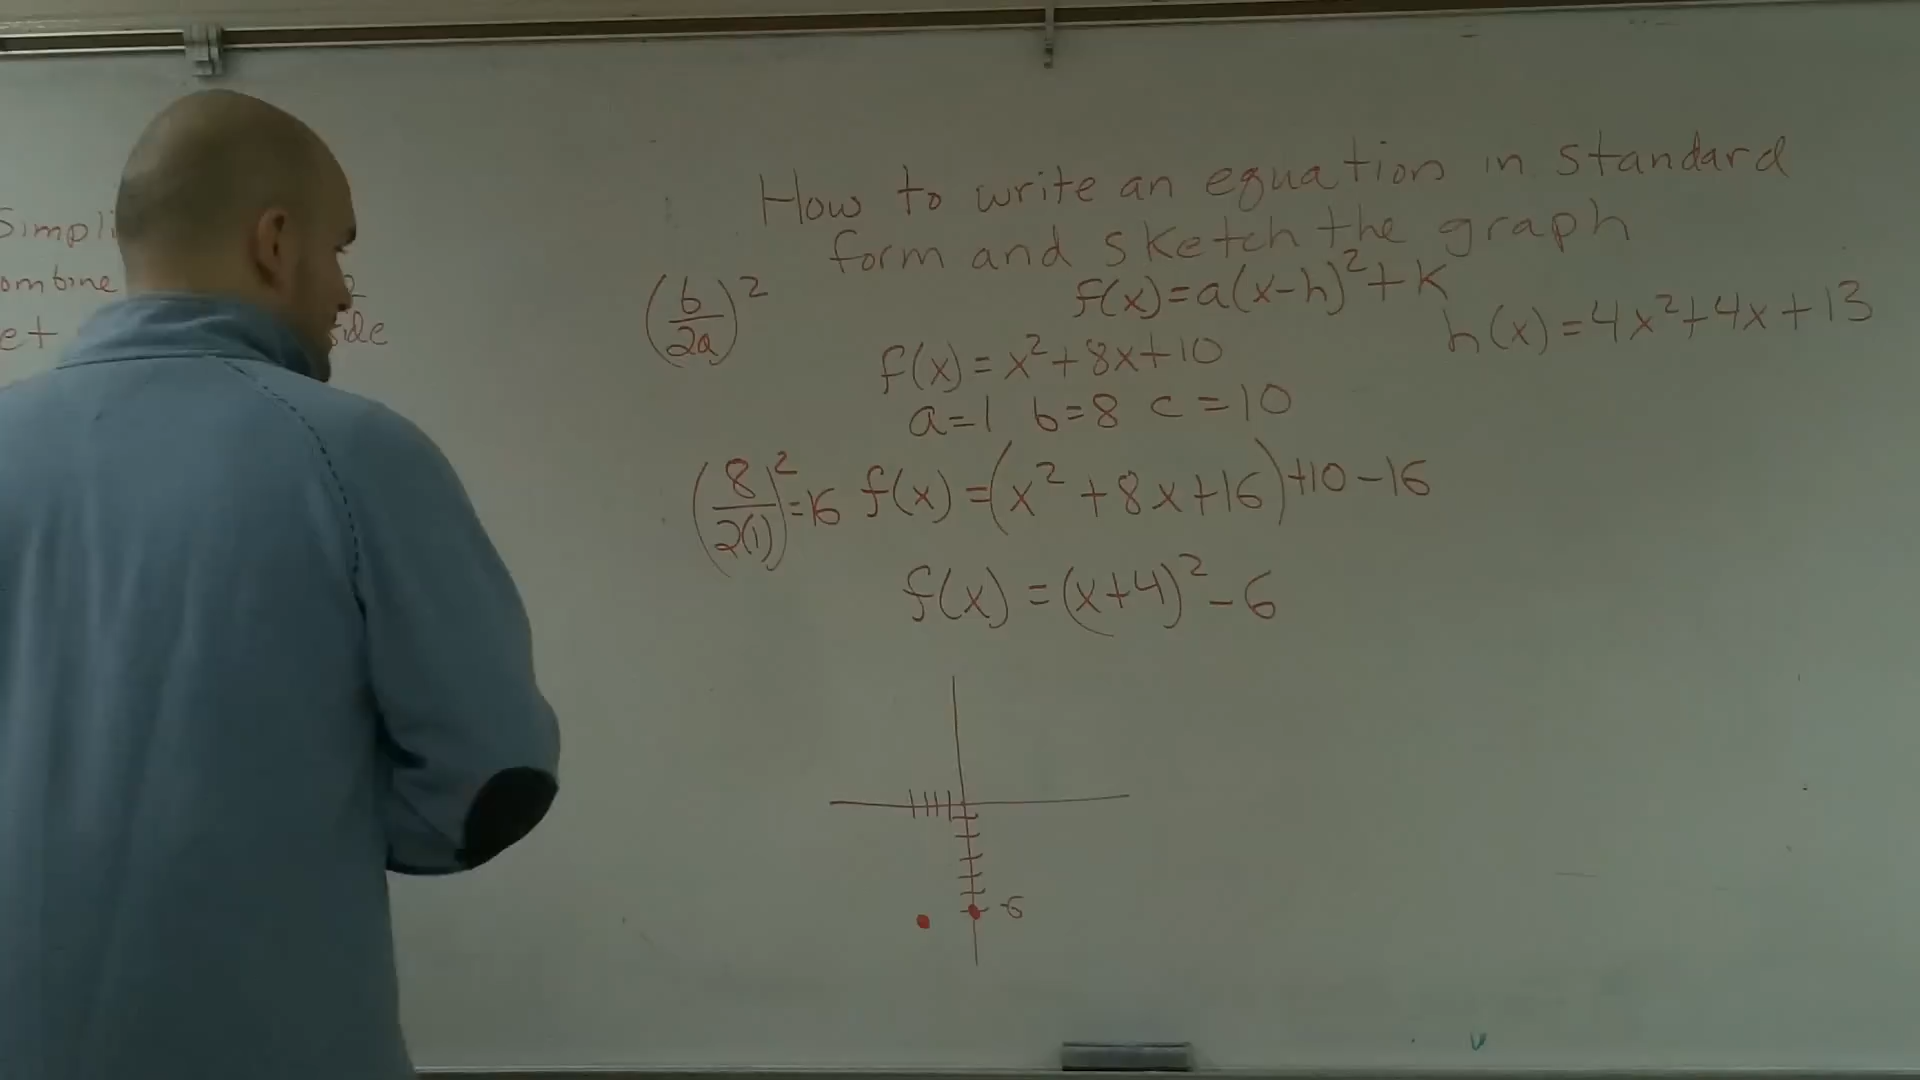 How to write an equation in standard
form and sketch the graph
(b/2a)²
f(x)=a(x-h)²+k
h(x)=4x²+4x+13
f(x)=x²+8x+10
a=1 b=8 c=10
(8/2(1))²=16 f(x)=(x²+8x+16)+10-16
f(x)=(x+4)²-6
-6